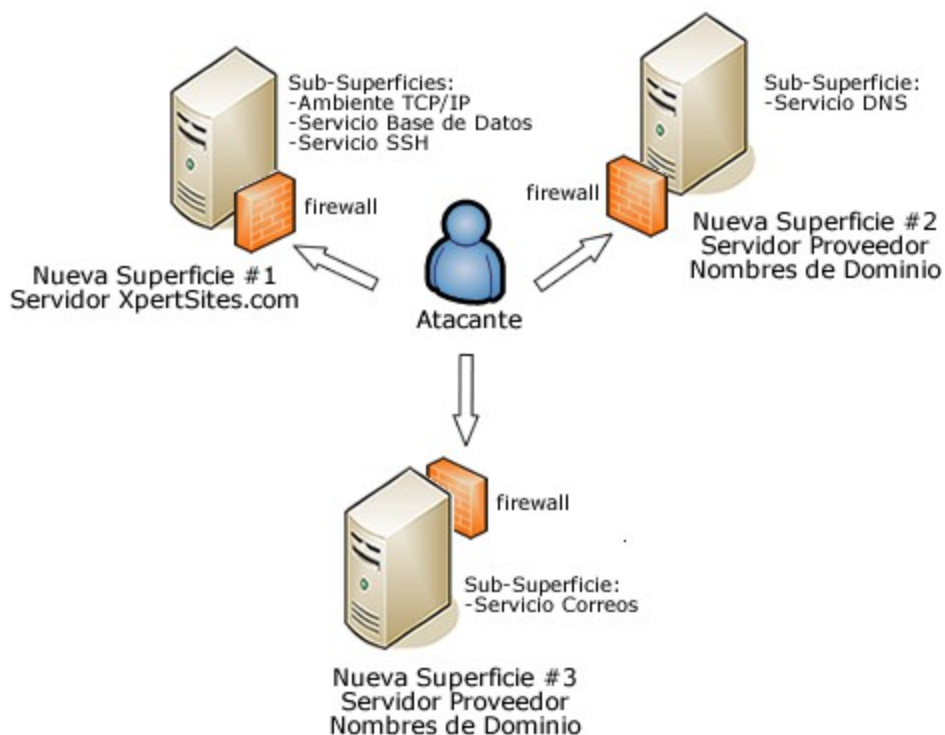 Sub-Superficies:
-Ambiente TCP/IP
-Servicio Base de Datos
-Servicio SSH
firewall
Nueva Superficie #1
Servidor XpertSites.com
Sub-Superficie:
-Servicio DNS
firewall
Nueva Superficie #2
Servidor Proveedor
Nombres de Dominio
Atacante
firewall
Sub-Superficie:
-Servicio Correos
Nueva Superficie #3
Servidor Proveedor
Nombres de Dominio